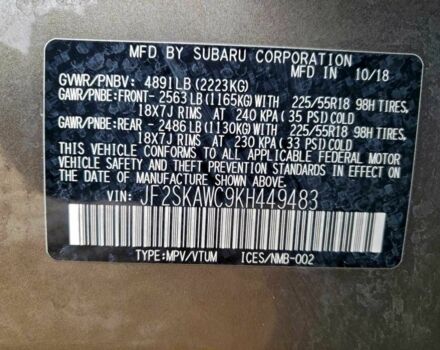 MFD. BY SUBARU CORPORATION
MFD IN 10/18
GVWR/PNBV: 4891LB (2223KG)
GAWR/PNBE: FRONT- 2563 LB (1165KG) WITH 225/55R18 98H TIRES,
18X7J RIMS AT 240 KPA (35 PSI) COLD
GAWR/PNBE: REAR- 2486 LB (1130KG) WITH 225/55R18 98H TIRES,
18X7J RIMS AT 230 KPA (33 PSI) COLD
THIS VEHICLE CONFORMS TO ALL APPLICABLE FEDERAL MOTOR
VEHICLE SAFETY, BUMPER, AND THEFT PREVENTION STANDARDS IN EFFECT ON
THE DATE OF MANUFACTURE SHOWN ABOVE.
VIN: JF2SKAWC9KH449483
TYPE:MPV/VTUM ICES/NMB-002